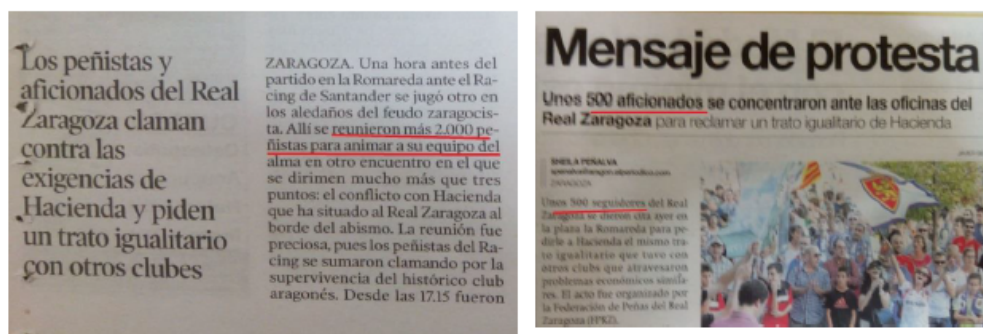 Los peñistas y
aficionados del Real
Zaragoza claman
contra las
exigencias de
Hacienda y piden
un trato igualitario
con otros clubes
ZARAGOZA. Una hora antes del
partido en la Romareda ante el Ra-
cing de Santander se jugó otro en
los aledaños del feudo zaragocis-
ta. Allí se reunieron más 2.000 pe-
ñistas para animar a su equipo del
alma en otro encuentro en el que
se dirimen mucho más que tres
puntos: el conflicto con Hacienda
que ha situado al Real Zaragoza al
borde del abismo. La reunión fue
preciosa, pues los peñistas del Ra-
cing se sumaron clamando por la
supervivencia del histórico club
aragonés. Desde las 17.15 fueron
Mensaje de protesta
Unos 500 aficionados se concentraron ante las oficinas del
Real Zaragoza para reclamar un trato igualitario de Hacienda
SHEILA PEÑALVA
ZARAGOZA
Unos 500 seguidores del Real
Zaragoza se dieron cita ayer en
la plaza la Romareda para pe-
dirle a Hacienda el mismo tra-
to igualitario que tuvo con
otros clubs que atravesaron
problemas económicos simila-
res. El acto fue organizado por
la Federación de Peñas del Real
Zaragoza (FPRZ).